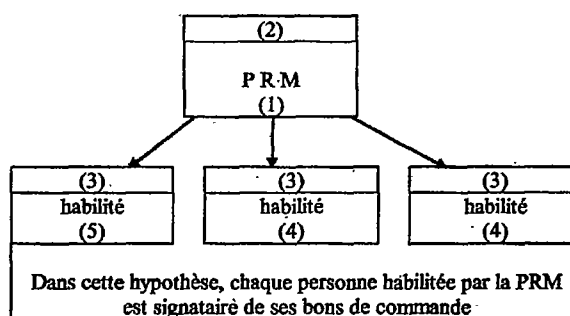 (2)
P R M
(1)
(3) (3) (3)
habilité habilité habilité
(5) (4) (4)
Dans cette hypothèse, chaque personne habilitée par la PRM
est signataire de ses bons de commande